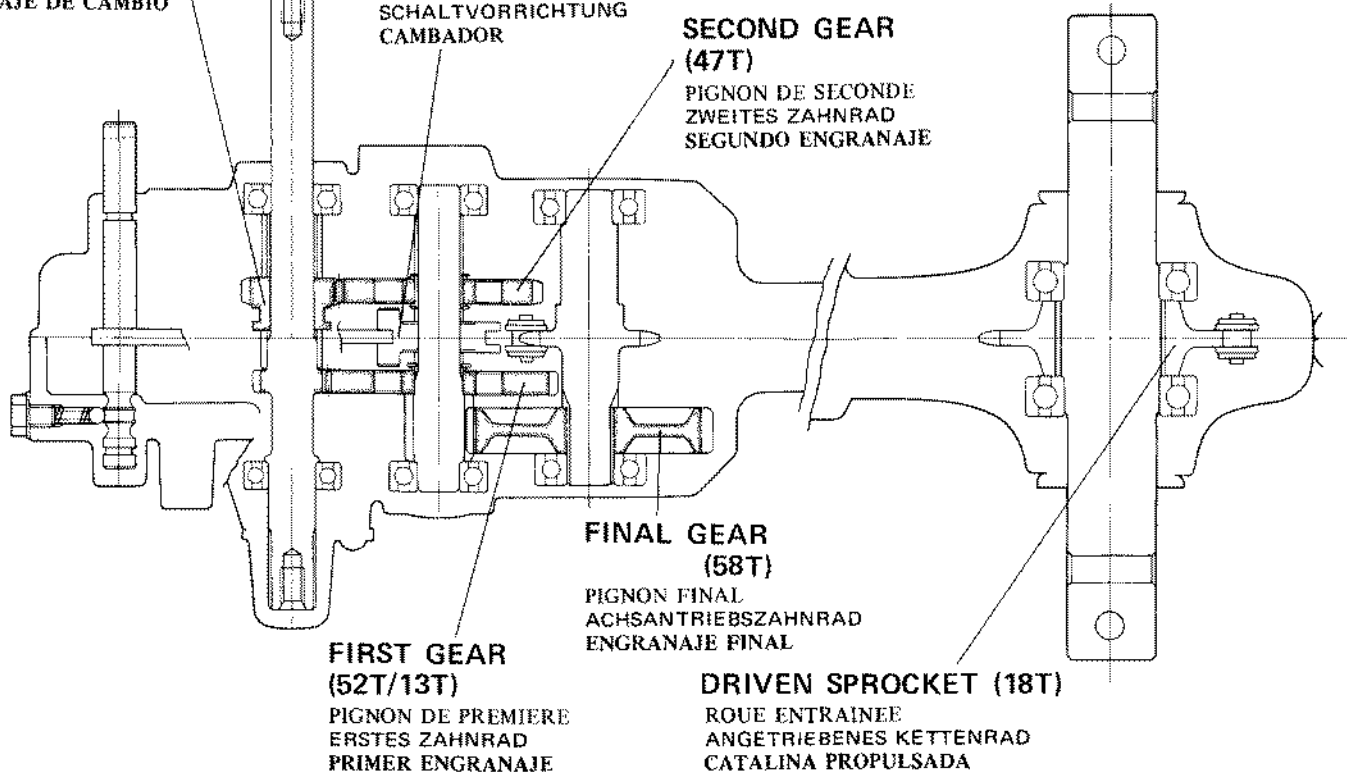 DE CAMBIO
SCHALTVORRICHTUNG
CAMBADOR
SECOND GEAR
(47T)
PIGNON DE SECONDE
ZWEITES ZAHNRAD
SEGUNDO ENGRANAJE
FINAL GEAR
(58T)
PIGNON FINAL
ACHSANTRIEBSZAHNRAD
ENGRANAJE FINAL
FIRST GEAR
(52T/13T)
PIGNON DE PREMIERE
ERSTES ZAHNRAD
PRIMER ENGRANAJE
DRIVEN SPROCKET (18T)
ROUE ENTRAINEE
ANGETRIEBENES KETTENRAD
CATALINA PROPULSADA